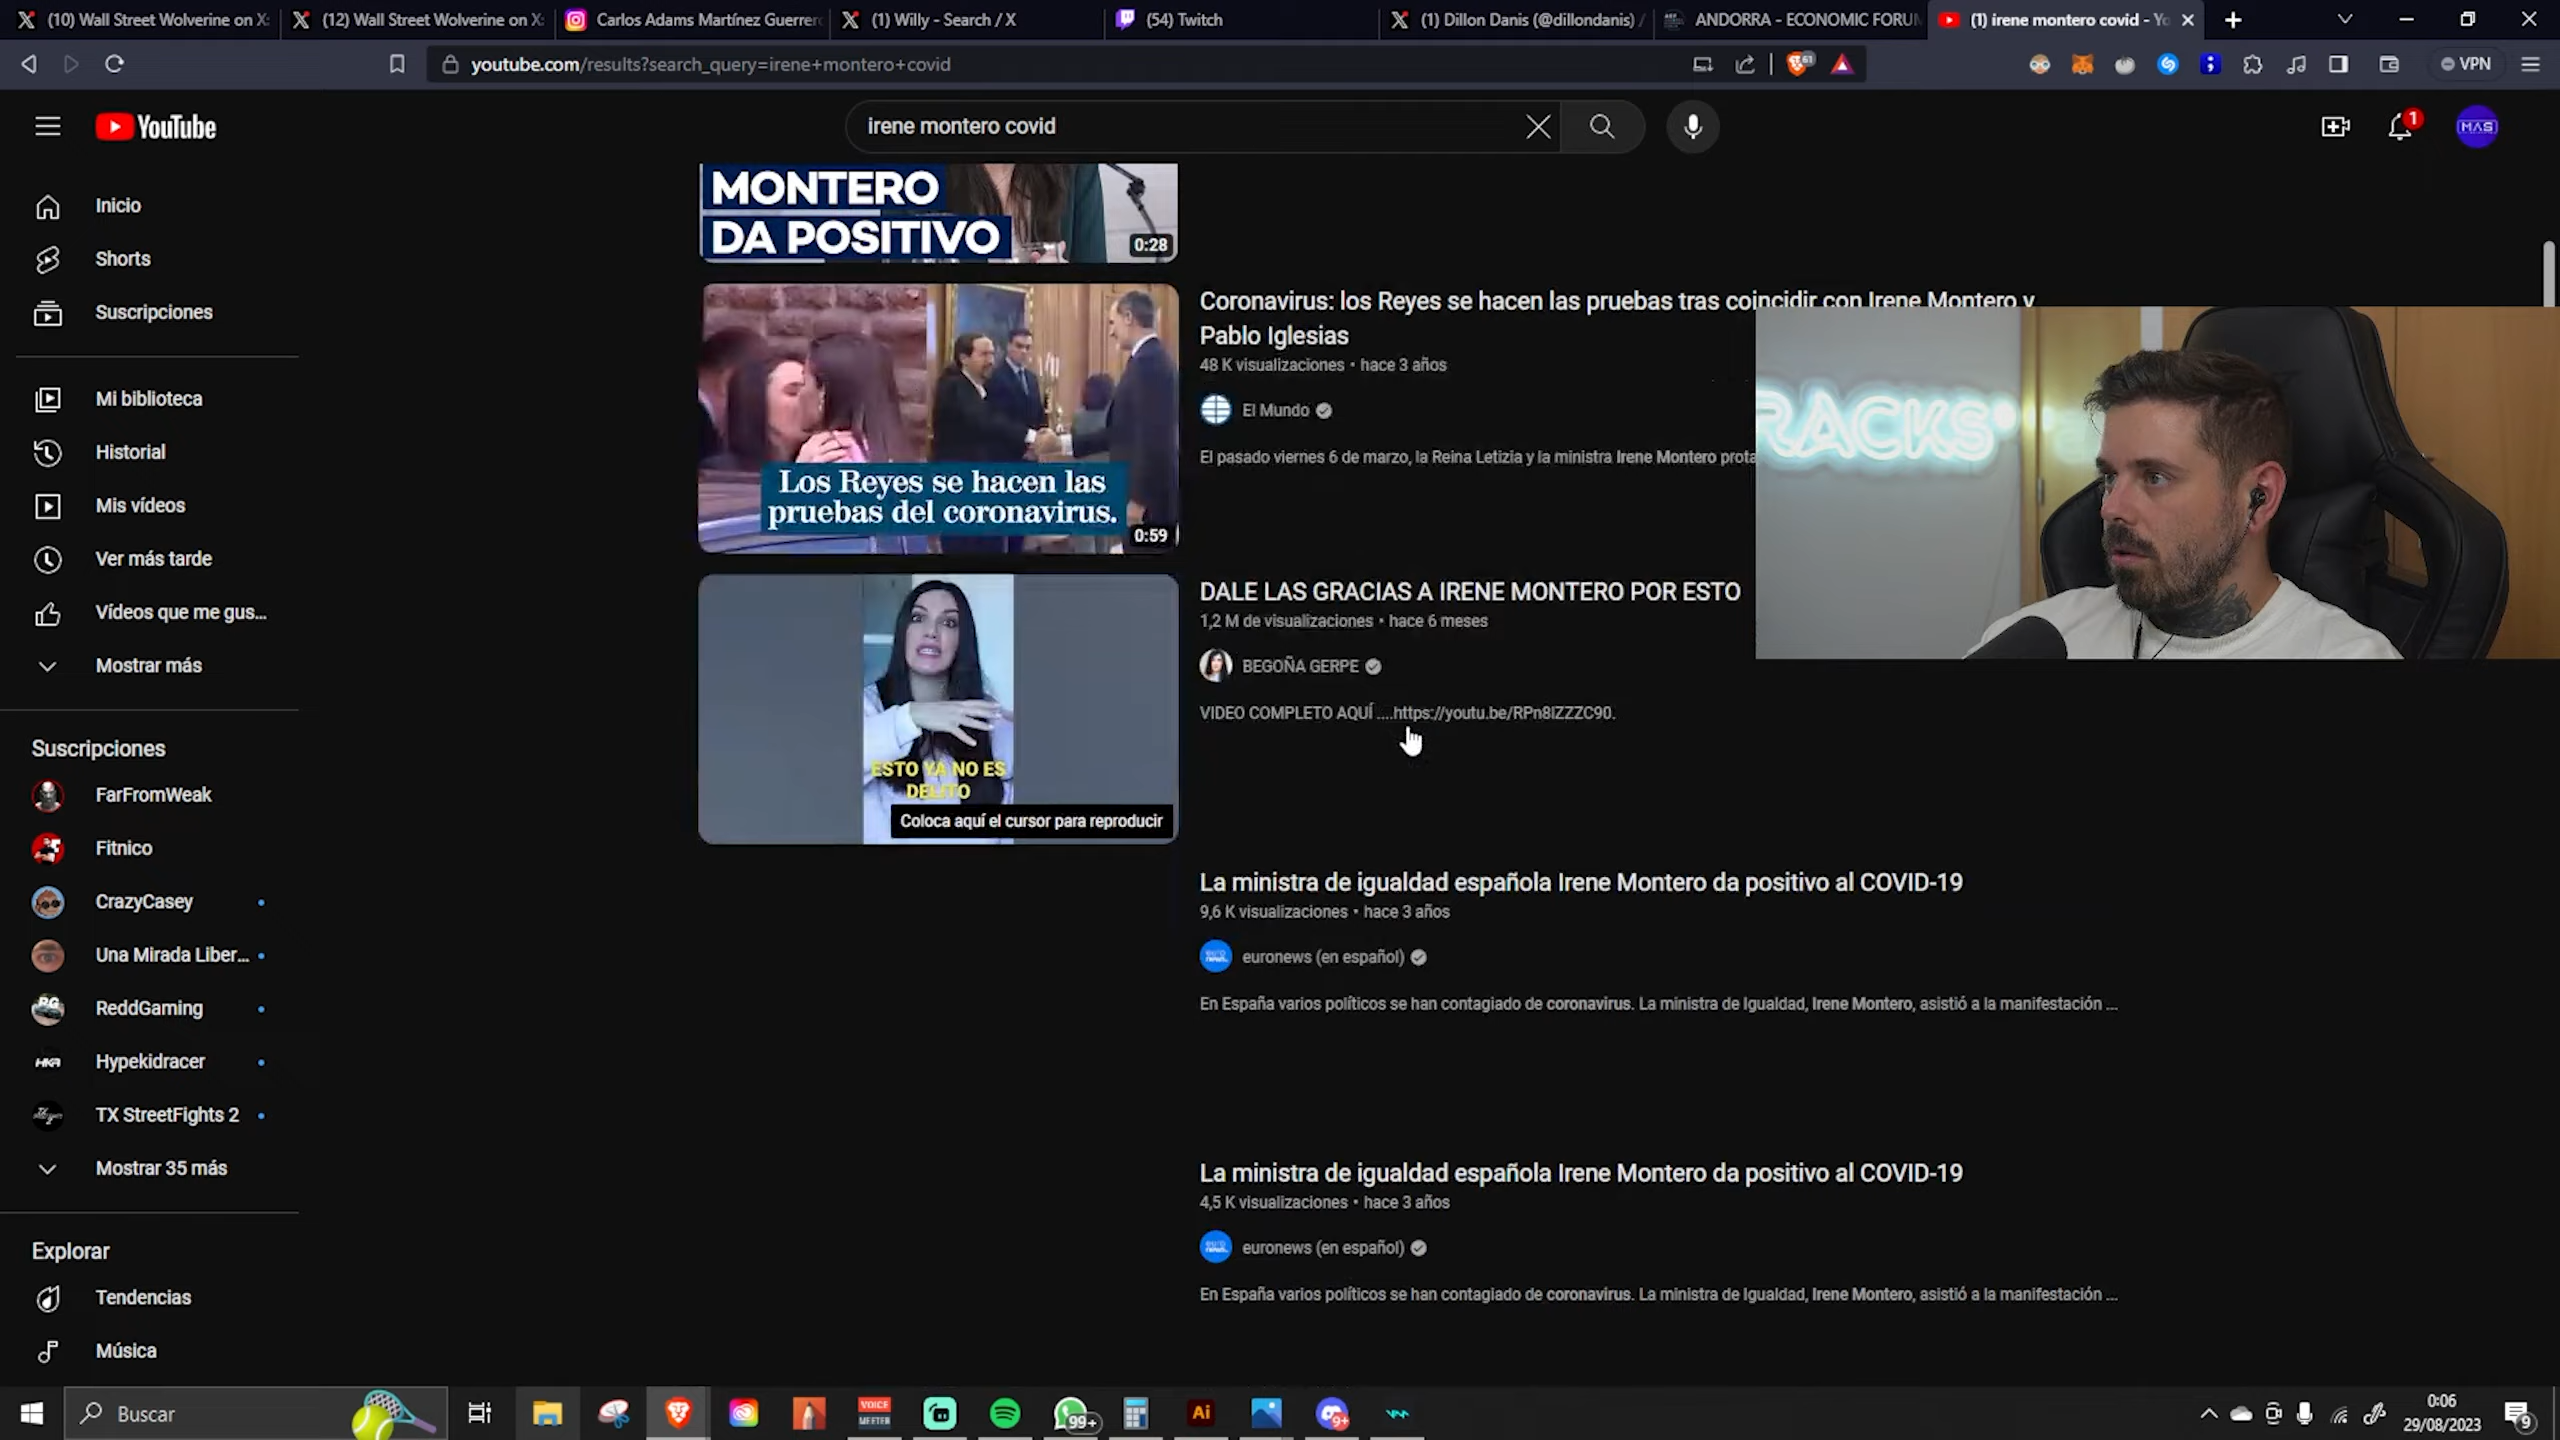 (10) Wall Street Wolverine on X:
(12) Wall Street Wolverine on X:
Carlos Adams Martínez Guerrero
(1) Willy - Search / X
(54) Twitch
(1) Dillon Danis (@dillondanis) /
ANDORRA - ECONOMIC FORUM
(1) irene montero covid - Yo
youtube.com/results?search_query=irene+montero+covid
61
VPN
YouTube
irene montero covid
1
MAS
Inicio
Shorts
Suscripciones
Mi biblioteca
Historial
Mis vídeos
Ver más tarde
Vídeos que me gus...
Mostrar más
Suscripciones
FarFromWeak
Fitnico
CrazyCasey
Una Mirada Liber...
ReddGaming
Hypekidracer
TX StreetFights 2
Mostrar 35 más
Explorar
Tendencias
Música
MONTERO
DA POSITIVO
0:28
Los Reyes se hacen las
pruebas del coronavirus.
0:59
Coronavirus: los Reyes se hacen las pruebas tras coincidir con Irene Montero y
Pablo Iglesias
48 K visualizaciones • hace 3 años
El Mundo
El pasado viernes 6 de marzo, la Reina Letizia y la ministra Irene Montero prota
RACKS
ESTO YA NO ES
DELITO
Coloca aquí el cursor para reproducir
DALE LAS GRACIAS A IRENE MONTERO POR ESTO
1,2 M de visualizaciones • hace 6 meses
BEGOÑA GERPE
VIDEO COMPLETO AQUÍ ....https://youtu.be/RPn8IZZZC90.
La ministra de igualdad española Irene Montero da positivo al COVID-19
9,6 K visualizaciones • hace 3 años
euronews (en español)
En España varios políticos se han contagiado de coronavirus. La ministra de Igualdad, Irene Montero, asistió a la manifestación ...
La ministra de igualdad española Irene Montero da positivo al COVID-19
4,5 K visualizaciones • hace 3 años
euronews (en español)
En España varios políticos se han contagiado de coronavirus. La ministra de Igualdad, Irene Montero, asistió a la manifestación ...
Buscar
VOICE
MEETER
99+
Ai
9+
0:06
29/08/2023
9